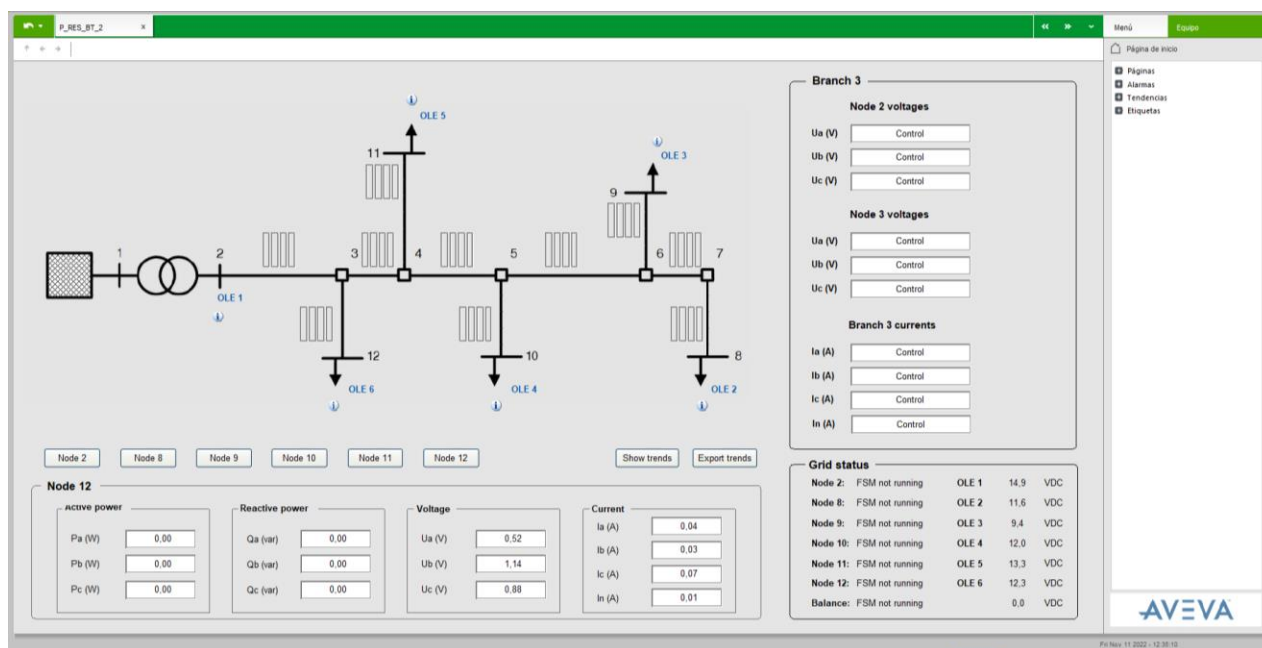 P_RES_BT_2 x
Menú Equipo
Página de inicio
Páginas
Alarmas
Tendencias
Etiquetas
OLE 5
11
OLE 3
9
1 2 3 4 5 6 7
OLE 1
12 10 8
OLE 6 OLE 4 OLE 2
Node 2 Node 8 Node 9 Node 10 Node 11 Node 12 Show trends Export trends
Node 12
Active power
Pa (W) 0,00
Pb (W) 0,00
Pc (W) 0,00
Reactive power
Qa (var) 0,00
Qb (var) 0,00
Qc (var) 0,00
Voltage
Ua (V) 0,52
Ub (V) 1,14
Uc (V) 0,88
Current
Ia (A) 0,04
Ib (A) 0,03
Ic (A) 0,07
In (A) 0,01
Branch 3
Node 2 voltages
Ua (V) Control
Ub (V) Control
Uc (V) Control
Node 3 voltages
Ua (V) Control
Ub (V) Control
Uc (V) Control
Branch 3 currents
Ia (A) Control
Ib (A) Control
Ic (A) Control
In (A) Control
Grid status
Node 2: FSM not running OLE 1 14,9 VDC
Node 8: FSM not running OLE 2 11,6 VDC
Node 9: FSM not running OLE 3 9,4 VDC
Node 10: FSM not running OLE 4 12,0 VDC
Node 11: FSM not running OLE 5 13,3 VDC
Node 12: FSM not running OLE 6 12,3 VDC
Balance: FSM not running 0,0 VDC
AVEVA
Fri Nov 11 2022 -